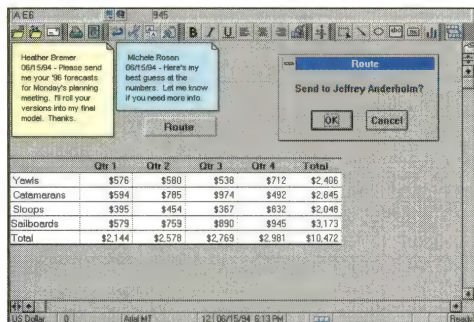 A:E6
945
B I U
abc
Heather Bremer
06/15/94 - Please send
me your '96 forecasts
for Monday's planning
meeting. I'll roll your
versions into my final
model. Thanks.
Michele Rosen
06/15/94 - Here's my
best guess at the
numbers. Let me know
if you need more info.
Route
Route
Send to Jeffrey Anderholm?
OK
Cancel
Qtr 1 Qtr 2 Qtr 3 Qtr 4 Total
Yawls $576 $580 $538 $712 $2,406
Catamarans $594 $785 $974 $492 $2,845
Sloops $395 $454 $367 $832 $2,048
Sailboards $579 $759 $890 $945 $3,173
Total $2,144 $2,578 $2,769 $2,981 $10,472
US Dollar 0 Arial MT 12 06/15/94 6:13 PM Ready